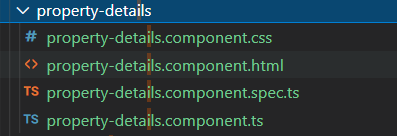 property-details
# property-details.component.css
<> property-details.component.html
TS property-details.component.spec.ts
TS property-details.component.ts